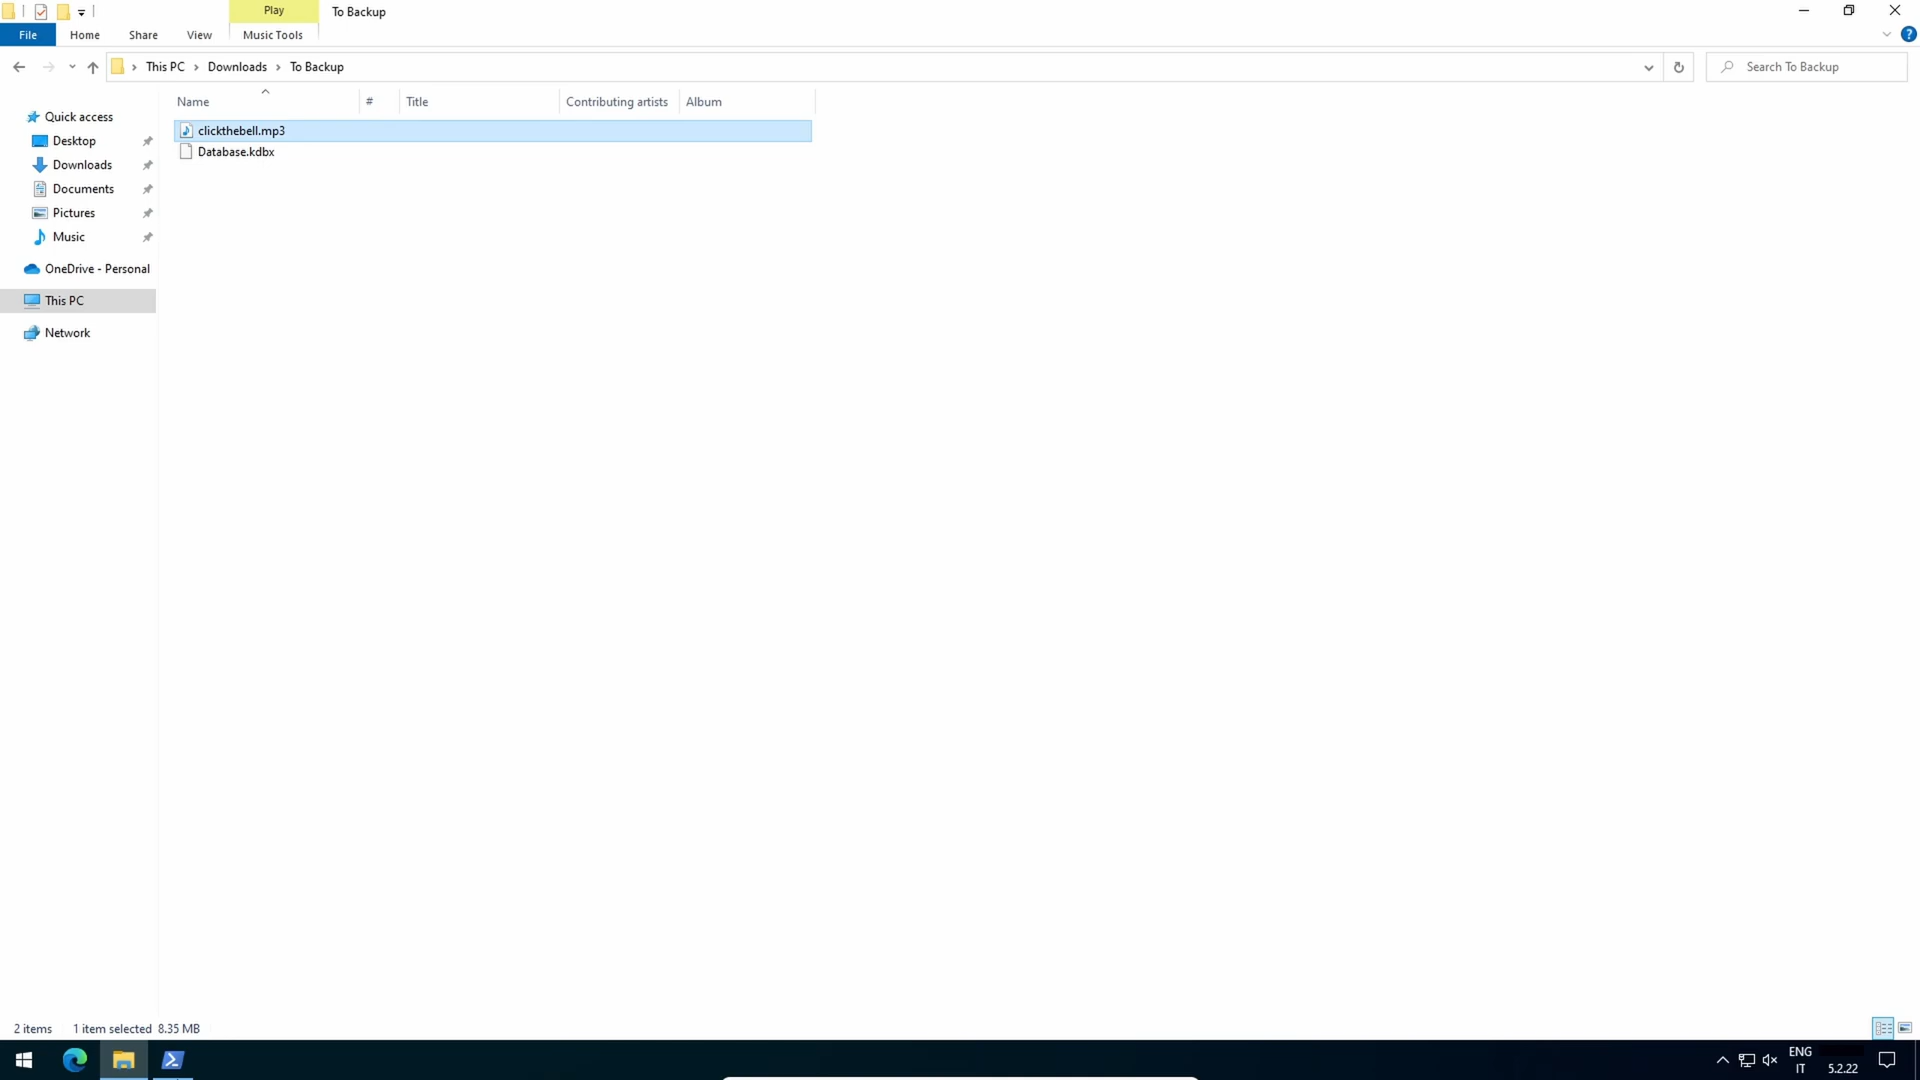 Play
To Backup
File
Home
Share
View
Music Tools
This PC
Downloads
To Backup
Search To Backup
Name
#
Title
Contributing artists
Album
Quick access
Desktop
Downloads
Documents
Pictures
Music
OneDrive - Personal
This PC
Network
clickthebell.mp3
Database.kdbx
2 items
1 item selected 8.35 MB
ENG
IT
5.2.22